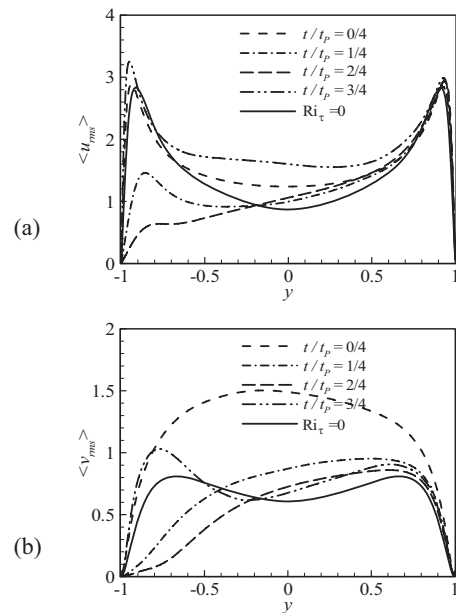 4
t / t_P = 0/4
t / t_P = 1/4
t / t_P = 2/4
t / t_P = 3/4
Ri_τ = 0
3
2
1
0
<u_rms>
-1 -0.5 0 0.5 1
y
(a)
2
t / t_P = 0/4
t / t_P = 1/4
t / t_P = 2/4
t / t_P = 3/4
Ri_τ = 0
1.5
1
0.5
0
<v_rms>
-1 -0.5 0 0.5 1
y
(b)